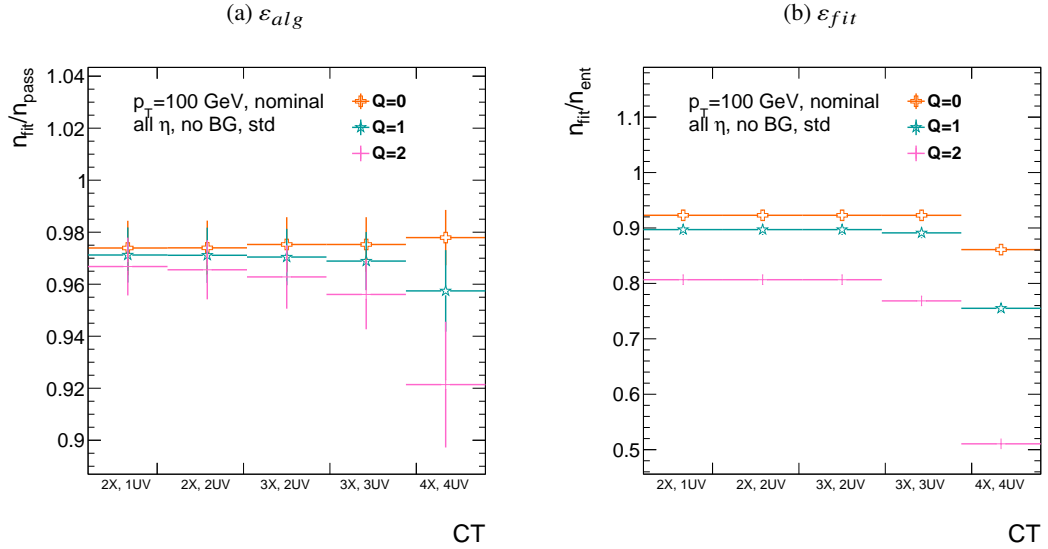 (a) ε_alg
(b) ε_fit
n_fit/n_pass
1.04
1.02
1
0.98
0.96
0.94
0.92
0.9
p_T=100 GeV, nominal
all η, no BG, std
Q=0
Q=1
Q=2
2X, 1UV
2X, 2UV
3X, 2UV
3X, 3UV
4X, 4UV
CT
n_fit/n_ent
1.1
1
0.9
0.8
0.7
0.6
0.5
p_T=100 GeV, nominal
all η, no BG, std
Q=0
Q=1
Q=2
2X, 1UV
2X, 2UV
3X, 2UV
3X, 3UV
4X, 4UV
CT